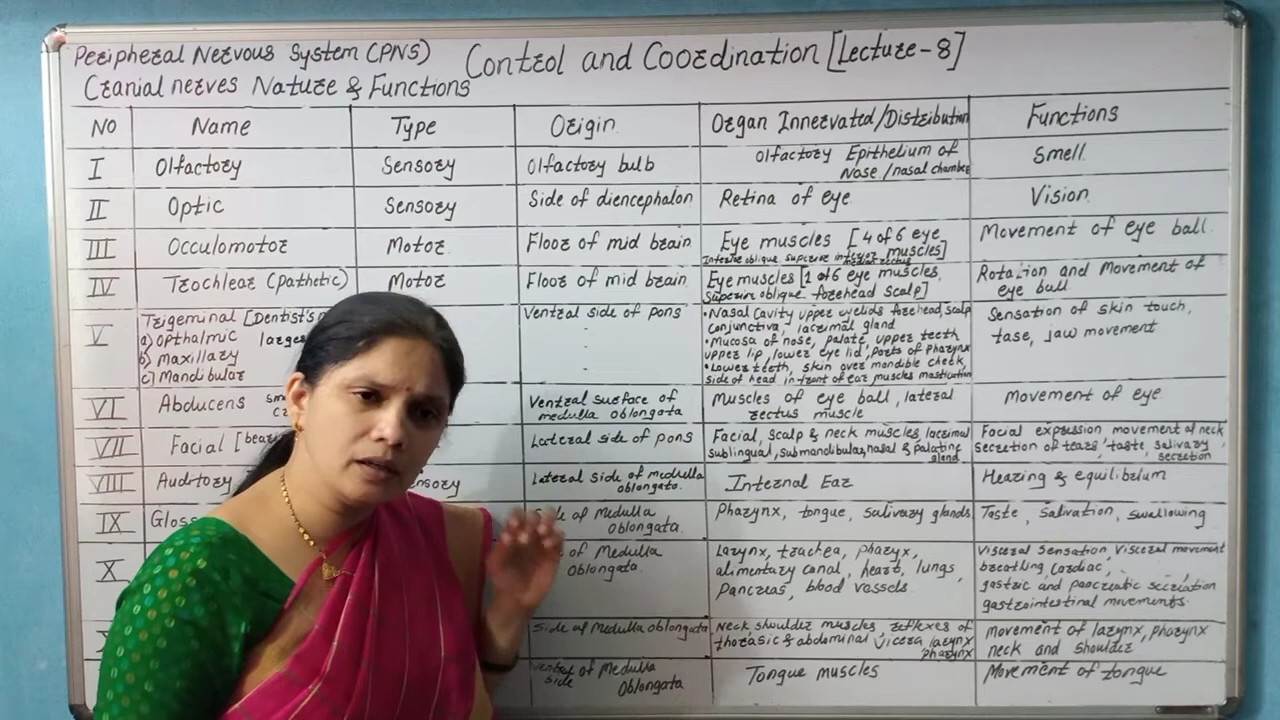 Peripheral Nervous System (PNS)
Control and Coordination [Lecture-8]
Cranial nerves Nature & Functions
NO Name Type Origin Organ Innervated/Distribution Functions
I Olfactory Sensory Olfactory bulb Olfactory Epithelium of
Nose/nasal chamber
Smell
II Optic Sensory Side of diencephalon Retina of eye Vision
III Occulomotor Motor Floor of mid brain Eye muscles [4 of 6 eye
muscles]
Movement of eye ball
IV Trochlear (Pathetic) Motor Floor of mid brain Eye muscles [1 of 6 eye muscles,
Superior oblique forehead scalp]
Rotation and Movement of
eye ball
V Trigeminal [Dentist's
a) opthalmic
b) Maxillary
c) Mandibular
Ventral side of pons
• Nasal Cavity upper eyelids forehead, scalp
conjunctiva, lacrimal gland
• Mucosa of nose, palate, upper teeth
upper lip, lower eye lid, parts of pharynx
• Lower teeth, skin over mandible cheek,
side of head in front of ear, muscles mastication
Sensation of skin touch,
tase, jaw movement
VI Abducens Ventral surface of
medulla oblongata
Muscles of eye ball, lateral
rectus muscle
Movement of eye
VII Facial Lateral side of pons Facial, scalp & neck muscles, lacrimal
sublingual, submandibular, nasal & palatine
gland
Facial expression movement of neck
secretion of tears, taste, salivary
secretion
VIII Auditory Lateral side of medulla
oblongata.
Internal Ear Hearing & equilibrium
IX of Medulla
oblongata.
Pharynx, tongue, salivary glands Taste, salivation, swallowing
X of Medulla
oblongata.
Larynx, trachea, pharyx,
alimentary canal, heart, lungs,
Pancreas, blood vessels.
Visceral sensation, visceral movement
breathing cardiac,
gastric and pancreatic secreation
gastrointestinal movements.
Side of Medulla oblongata Neck, shoulder muscles, reflexes of
thorasic & abdominal vicera larynx
pharynx
Movement of larynx, pharynx
neck and shoulder
of Medulla
side oblongata
Tongue muscles Movement of tongue